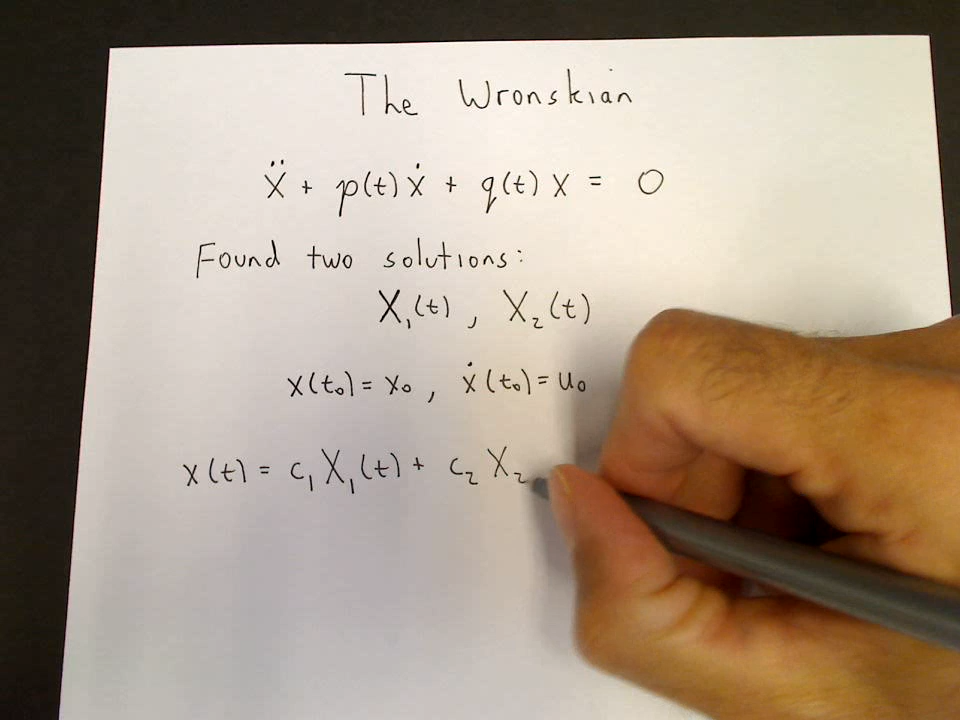 The Wronskian
Ẍ + p(t)ẋ + q(t)x = 0
Found two solutions:
X₁(t) , X₂(t)
x(t₀) = x₀ , ẋ(t₀) = u₀
x(t) = c₁X₁(t) + c₂X₂